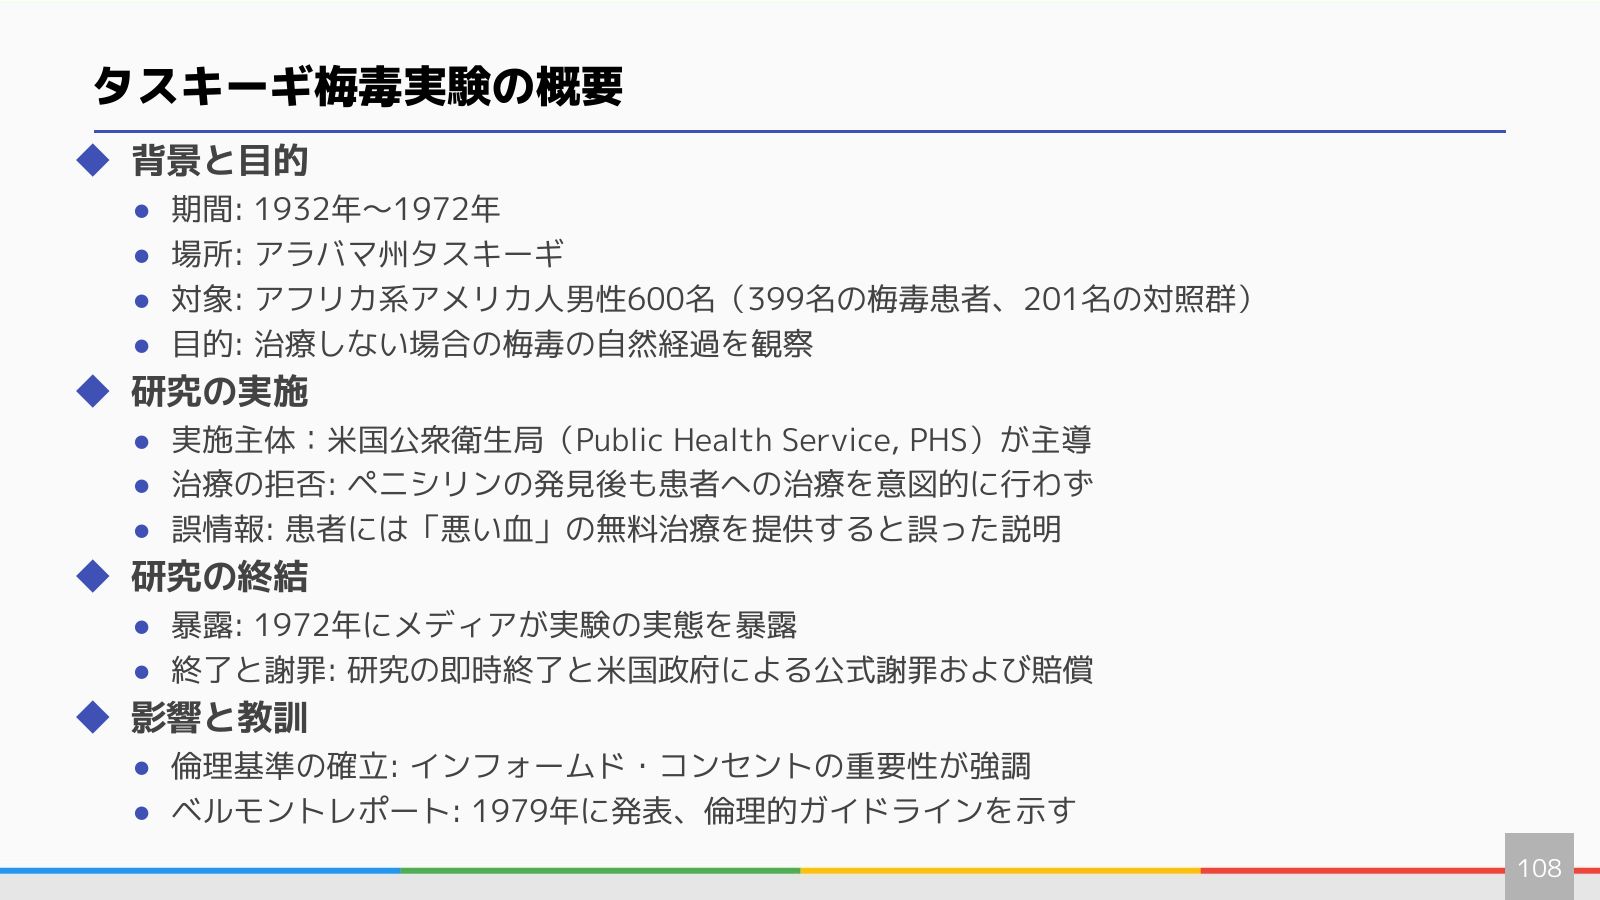 タスキーギ梅毒実験の概要
背景と目的
期間: 1932年～1972年
場所: アラバマ州タスキーギ
対象: アフリカ系アメリカ人男性600名（399名の梅毒患者、201名の対照群）
目的: 治療しない場合の梅毒の自然経過を観察
研究の実施
実施主体：米国公衆衛生局（Public Health Service, PHS）が主導
治療の拒否: ペニシリンの発見後も患者への治療を意図的に行わず
誤情報: 患者には「悪い血」の無料治療を提供すると誤った説明
研究の終結
暴露: 1972年にメディアが実験の実態を暴露
終了と謝罪: 研究の即時終了と米国政府による公式謝罪および賠償
影響と教訓
倫理基準の確立: インフォームド・コンセントの重要性が強調
ベルモントレポート: 1979年に発表、倫理的ガイドラインを示す
108